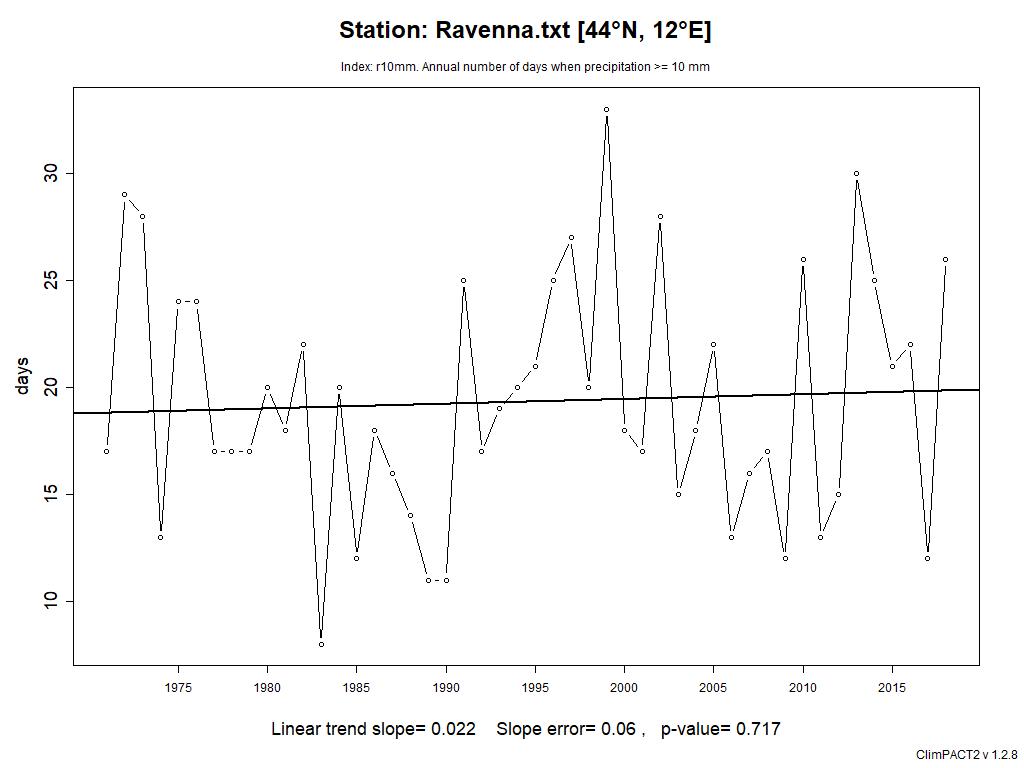 Station: Ravenna.txt [44°N, 12°E]
Index: r10mm. Annual number of days when precipitation >= 10 mm
30
25
20
15
10
days
1975 1980 1985 1990 1995 2000 2005 2010 2015
Linear trend slope= 0.022 Slope error= 0.06 , p-value= 0.717
ClimPACT2 v 1.2.8